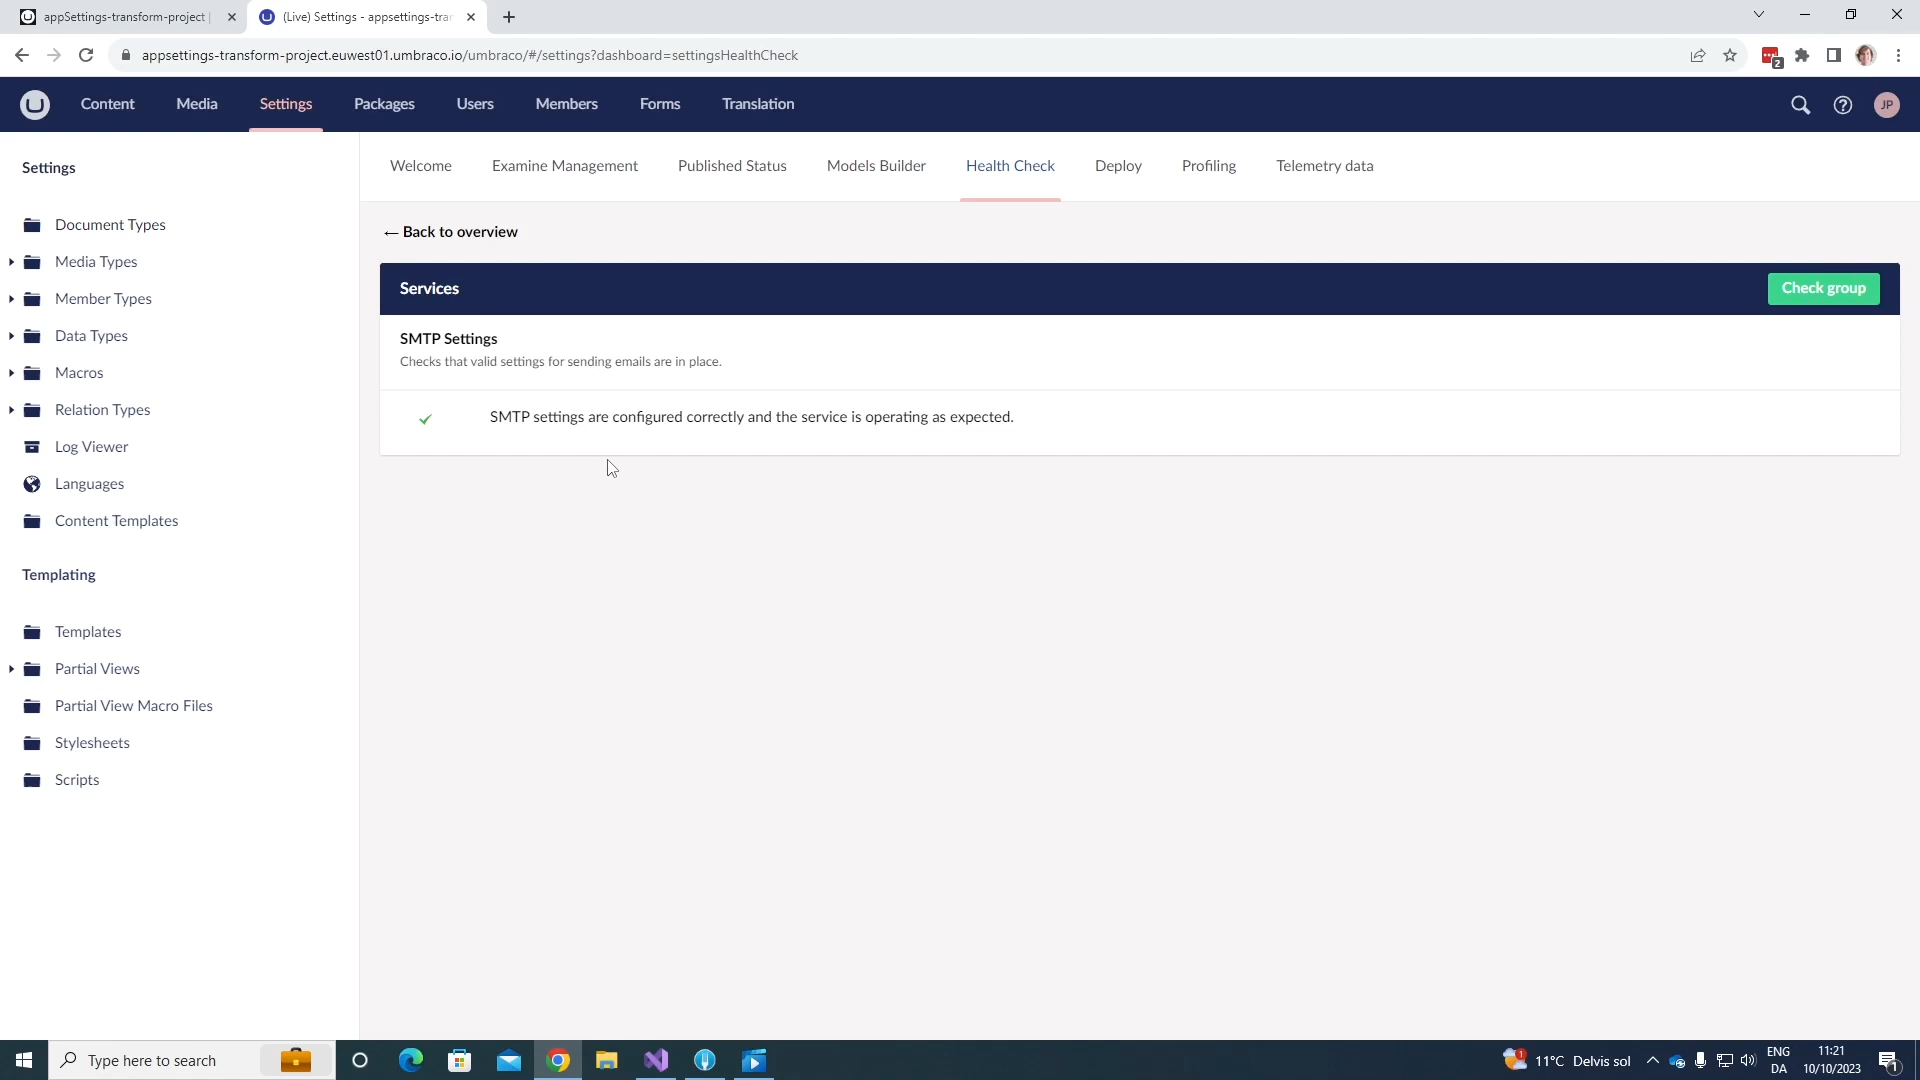 appSettings-transform-project |
(Live) Settings - appsettings-tra
appsettings-transform-project.euwest01.umbraco.io/umbraco/#/settings?dashboard=settingsHealthCheck
2
Content Media Settings Packages Users Members Forms Translation
JP
Settings
Document Types
Media Types
Member Types
Data Types
Macros
Relation Types
Log Viewer
Languages
Content Templates
Templating
Templates
Partial Views
Partial View Macro Files
Stylesheets
Scripts
Welcome Examine Management Published Status Models Builder Health Check Deploy Profiling Telemetry data
← Back to overview
Services
Check group
SMTP Settings
Checks that valid settings for sending emails are in place.
SMTP settings are configured correctly and the service is operating as expected.
Type here to search
1
11°C Delvis sol
ENG
DA
11:21
10/10/2023
1